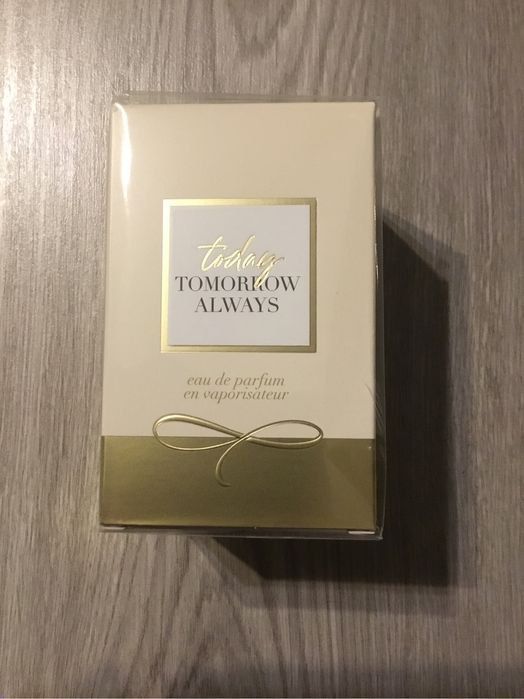 today
TOMORROW
ALWAYS
eau de parfum
en vaporisateur